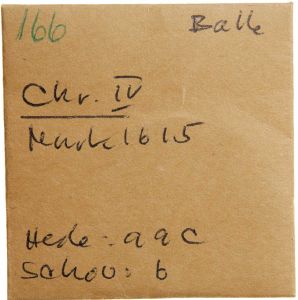 166 Balle
Chr. IV
Mark 1615
Hede: 99C
Schou: 6